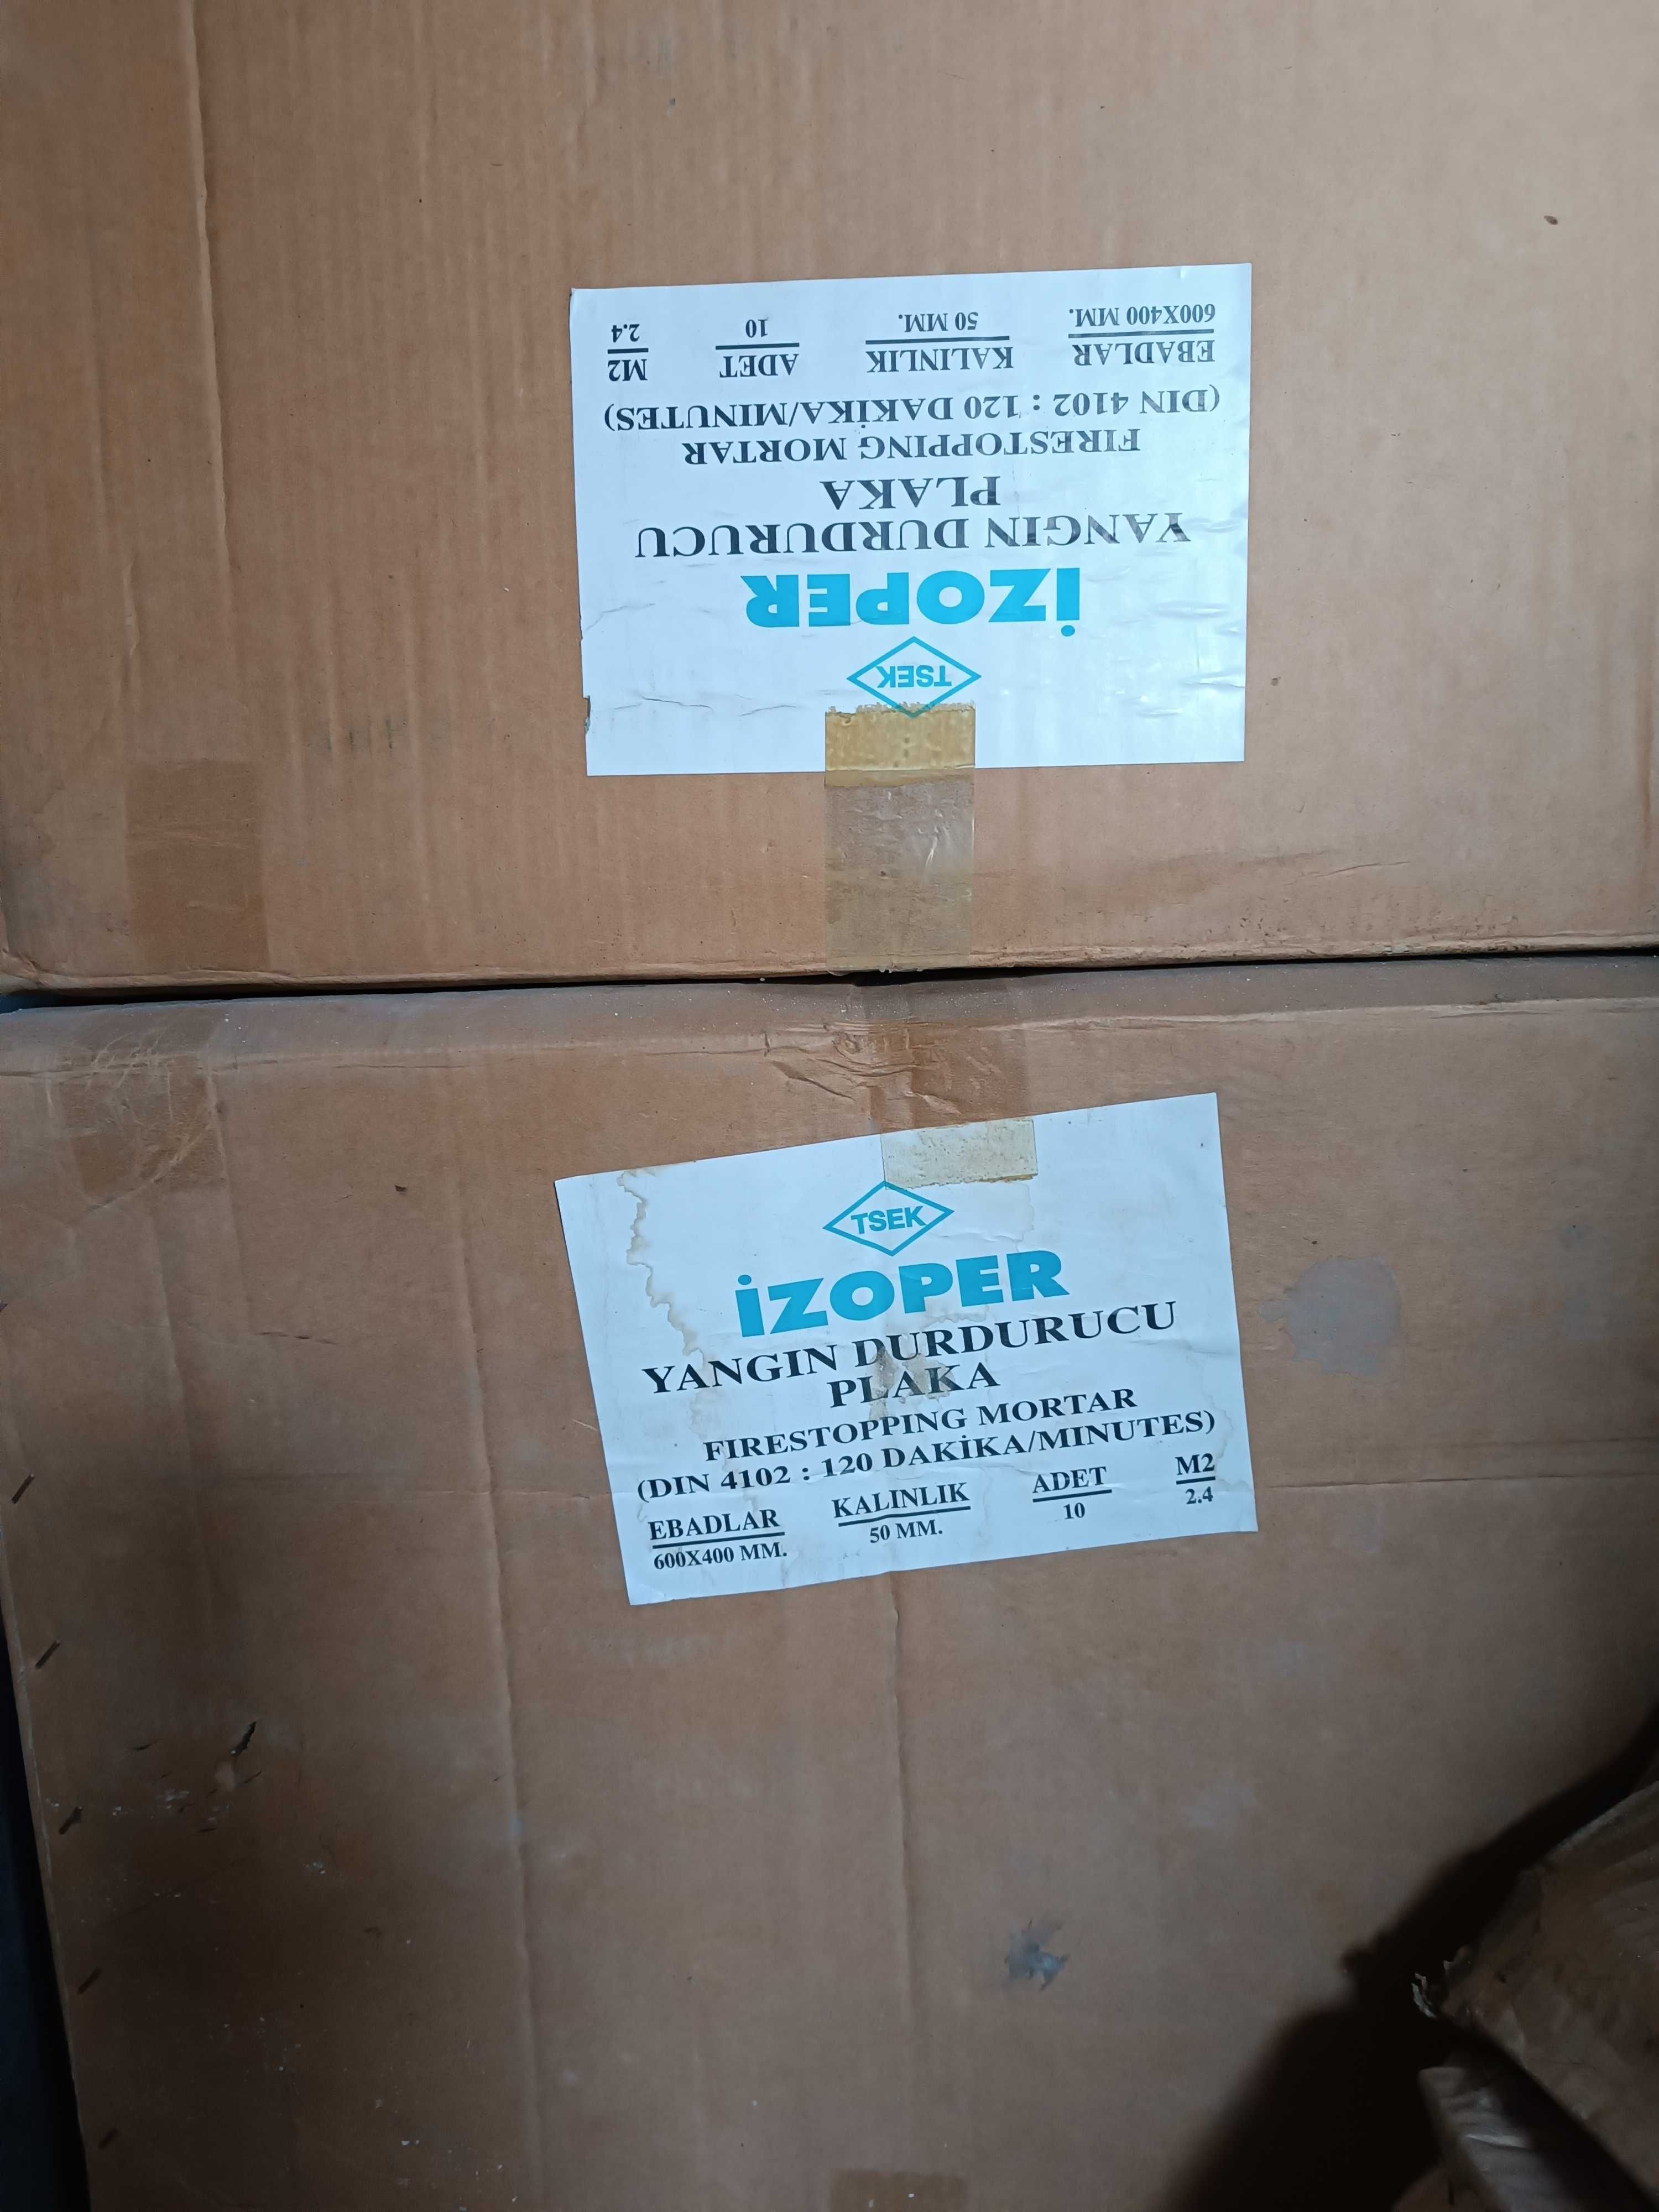 TSEK
İZOPER
YANGIN DURDURUCU
PLAKA
FIRESTOPPING MORTAR
(DIN 4102 : 120 DAKİKA/MINUTES)
EBADLAR KALINLIK ADET M2
600X400 MM. 50 MM. 10 2.4
TSEK
İZOPER
YANGIN DURDURUCU
PLAKA
FIRESTOPPING MORTAR
(DIN 4102 : 120 DAKİKA/MINUTES)
EBADLAR KALINLIK ADET M2
600X400 MM. 50 MM. 10 2.4